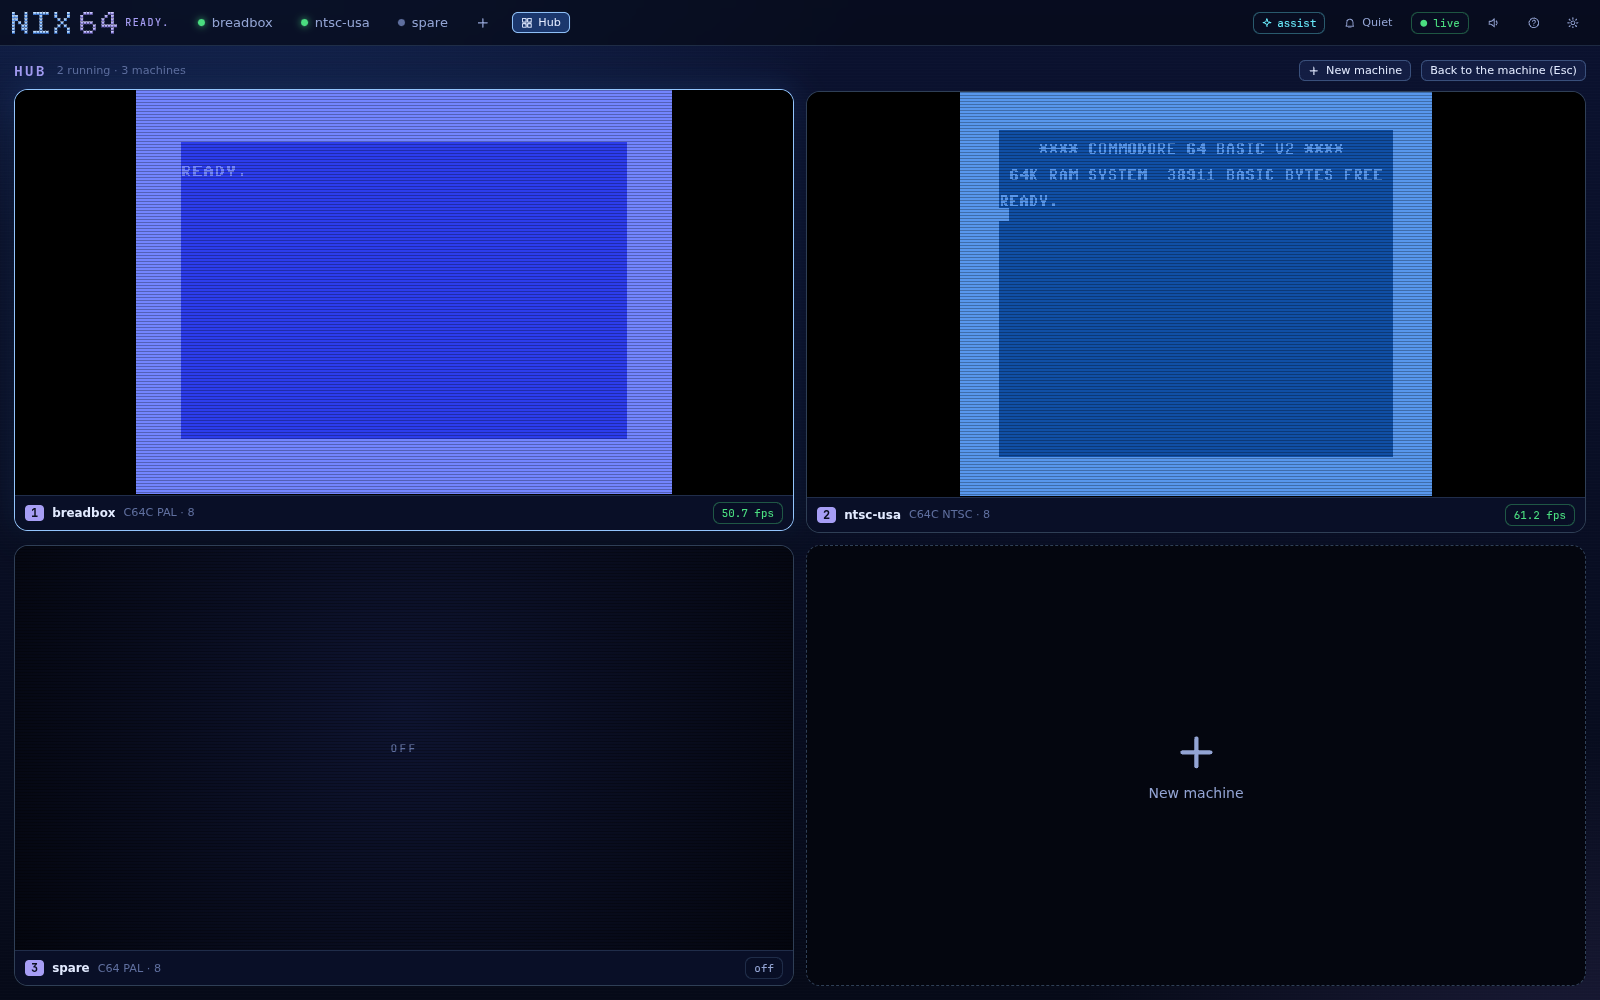 NIX 64 READY. breadbox ntsc-usa spare Hub assist Quiet live
HUB 2 running · 3 machines New machine Back to the machine (Esc)
READY.
**** COMMODORE 64 BASIC V2 ****
64K RAM SYSTEM 38911 BASIC BYTES FREE
READY.
1 breadbox C64C PAL · 8 50.7 fps
2 ntsc-usa C64C NTSC · 8 61.2 fps
OFF
New machine
3 spare C64 PAL · 8 off